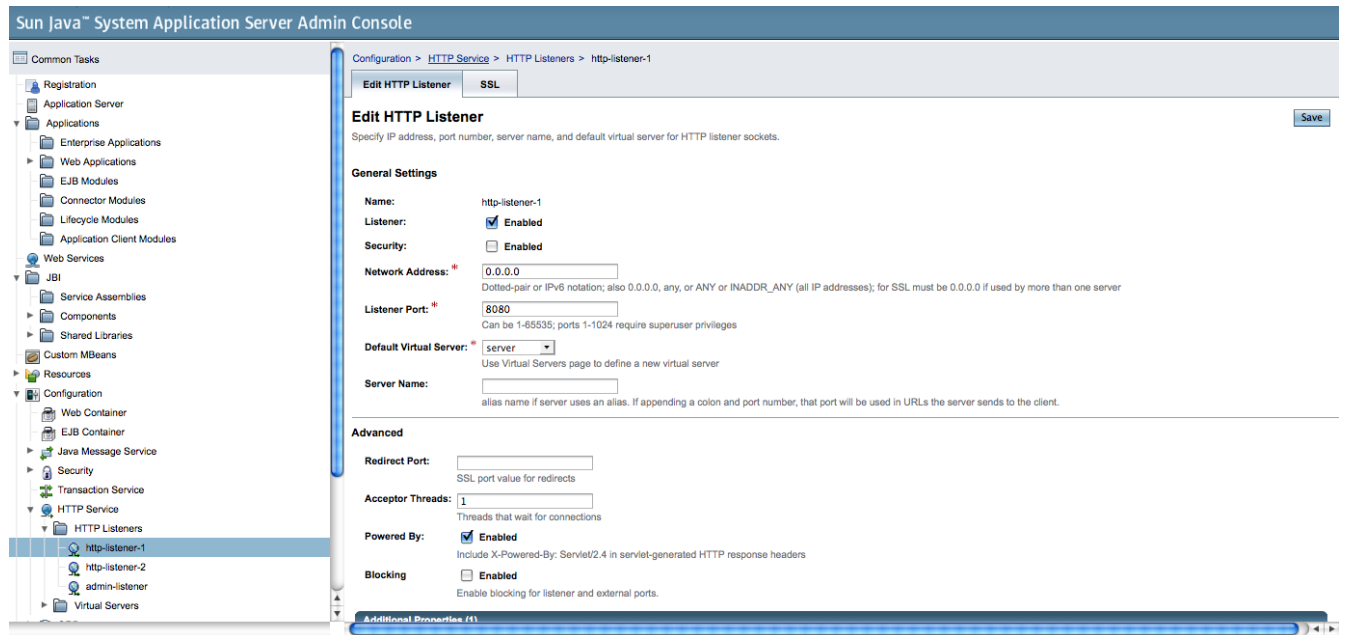 Sun Java™ System Application Server Admin Console
Common Tasks
Registration
Application Server
Applications
Enterprise Applications
Web Applications
EJB Modules
Connector Modules
Lifecycle Modules
Application Client Modules
Web Services
JBI
Service Assemblies
Components
Shared Libraries
Custom MBeans
Resources
Configuration
Web Container
EJB Container
Java Message Service
Security
Transaction Service
HTTP Service
HTTP Listeners
http-listener-1
http-listener-2
admin-listener
Virtual Servers
Configuration > HTTP Service > HTTP Listeners > http-listener-1
Edit HTTP Listener SSL
Edit HTTP Listener
Save
Specify IP address, port number, server name, and default virtual server for HTTP listener sockets.
General Settings
Name: http-listener-1
Listener: Enabled
Security: Enabled
Network Address: * 0.0.0.0
Dotted-pair or IPv6 notation; also 0.0.0.0, any, or ANY or INADDR_ANY (all IP addresses); for SSL must be 0.0.0.0 if used by more than one server
Listener Port: * 8080
Can be 1-65535; ports 1-1024 require superuser privileges
Default Virtual Server: * server
Use Virtual Servers page to define a new virtual server
Server Name:
alias name if server uses an alias. If appending a colon and port number, that port will be used in URLs the server sends to the client.
Advanced
Redirect Port:
SSL port value for redirects
Acceptor Threads: 1
Threads that wait for connections
Powered By: Enabled
Include X-Powered-By: Servlet/2.4 in servlet-generated HTTP response headers
Blocking Enabled
Enable blocking for listener and external ports.
Additional Properties (1)